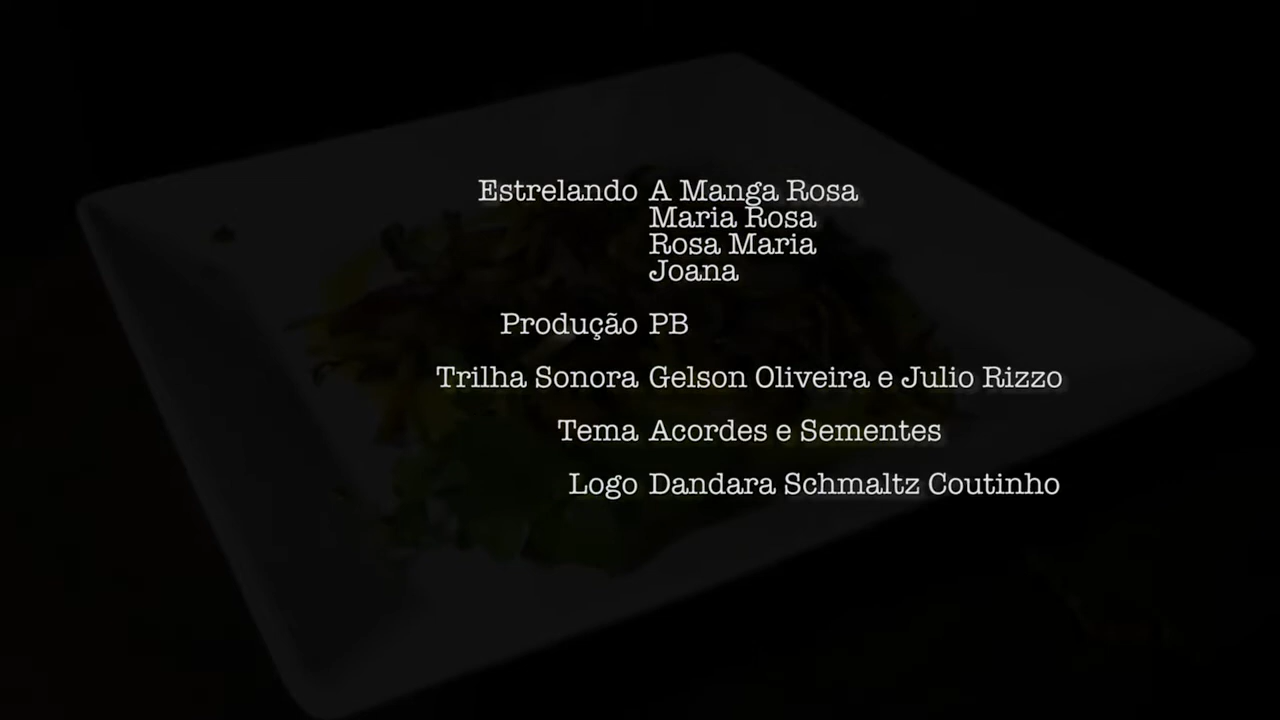 Estrelando A Manga Rosa
Maria Rosa
Rosa Maria
Joana
Produção PB
Trilha Sonora Gelson Oliveira e Julio Rizzo
Tema Acordes e Sementes
Logo Dandara Schmaltz Coutinho